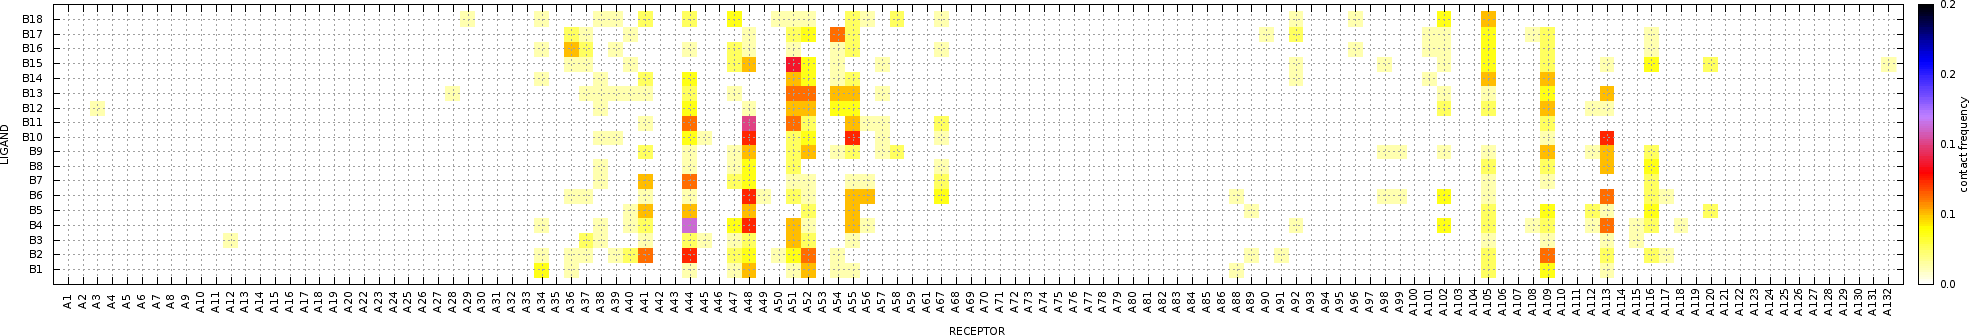 B18
B17
B16
B15
B14
B13
B12
B11
B10
B9
B8
B7
B6
B5
B4
B3
B2
B1
LIGAND
A1 A2 A3 A4 A5 A6 A7 A8 A9 A10 A11 A12 A13 A14 A15 A16 A17 A18 A19 A20 A21 A22 A23 A24 A25 A26 A28 A29 A30 A31 A32 A33 A34 A35 A36 A37 A38 A39 A40 A41 A42 A43 A44 A45 A46 A47 A48 A49 A50 A51 A52 A53 A54 A55 A56 A57 A58 A59 A61 A67 A68 A69 A70 A71 A72 A73 A74 A75 A76 A77 A78 A79 A80 A81 A82 A83 A84 A85 A86 A88 A89 A90 A91 A92 A93 A94 A95 A96 A97 A98 A99 A100 A101 A102 A103 A104 A105 A106 A107 A108 A109 A110 A111 A112 A113 A114 A115 A116 A117 A118 A119 A120 A121 A122 A123 A124 A125 A126 A127 A128 A129 A130 A131 A132
RECEPTOR
0.2
0.2
0.1
0.1
0.0
contact frequency